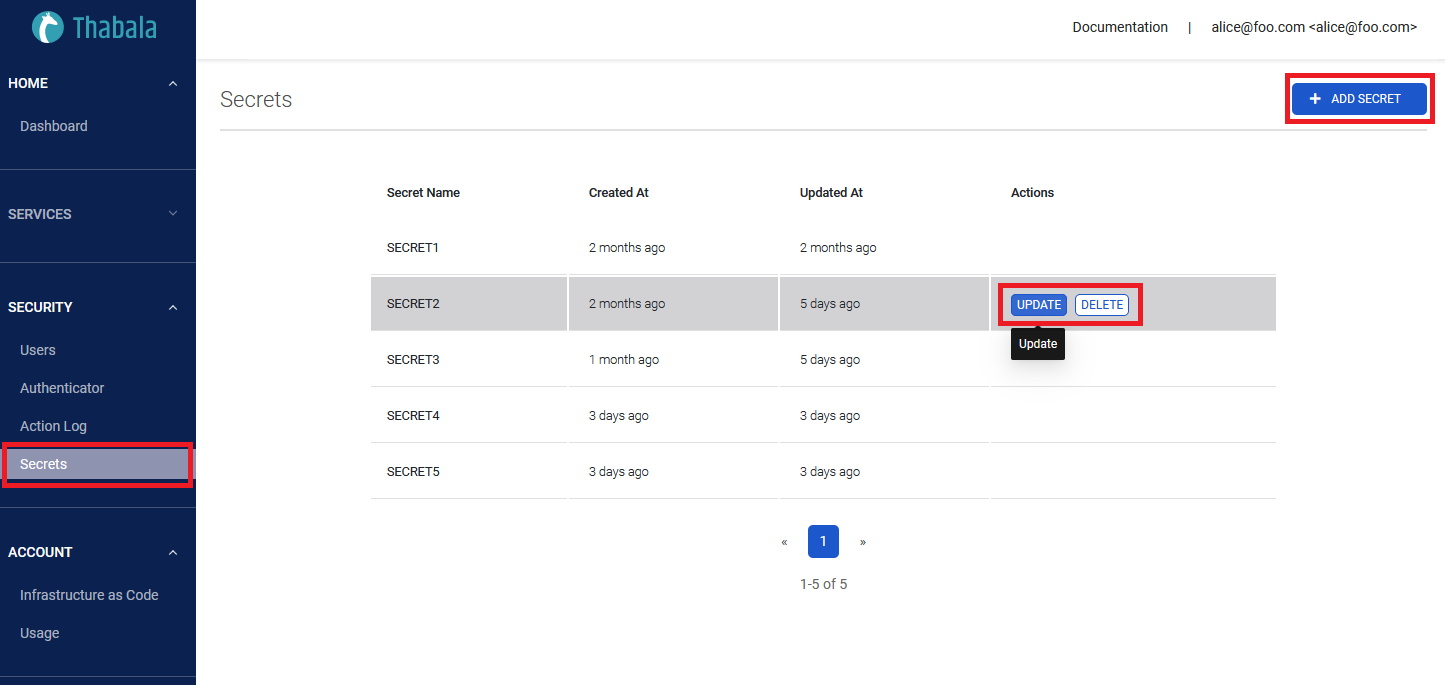 Thabala
Documentation | alice@foo.com <alice@foo.com>
HOME
Dashboard
SERVICES
SECURITY
Users
Authenticator
Action Log
Secrets
ACCOUNT
Infrastructure as Code
Usage
Secrets
+ ADD SECRET
Secret Name Created At Updated At Actions
SECRET1 2 months ago 2 months ago
SECRET2 2 months ago 5 days ago UPDATE DELETE
Update
SECRET3 1 month ago 5 days ago
SECRET4 3 days ago 3 days ago
SECRET5 3 days ago 3 days ago
« 1 »
1-5 of 5